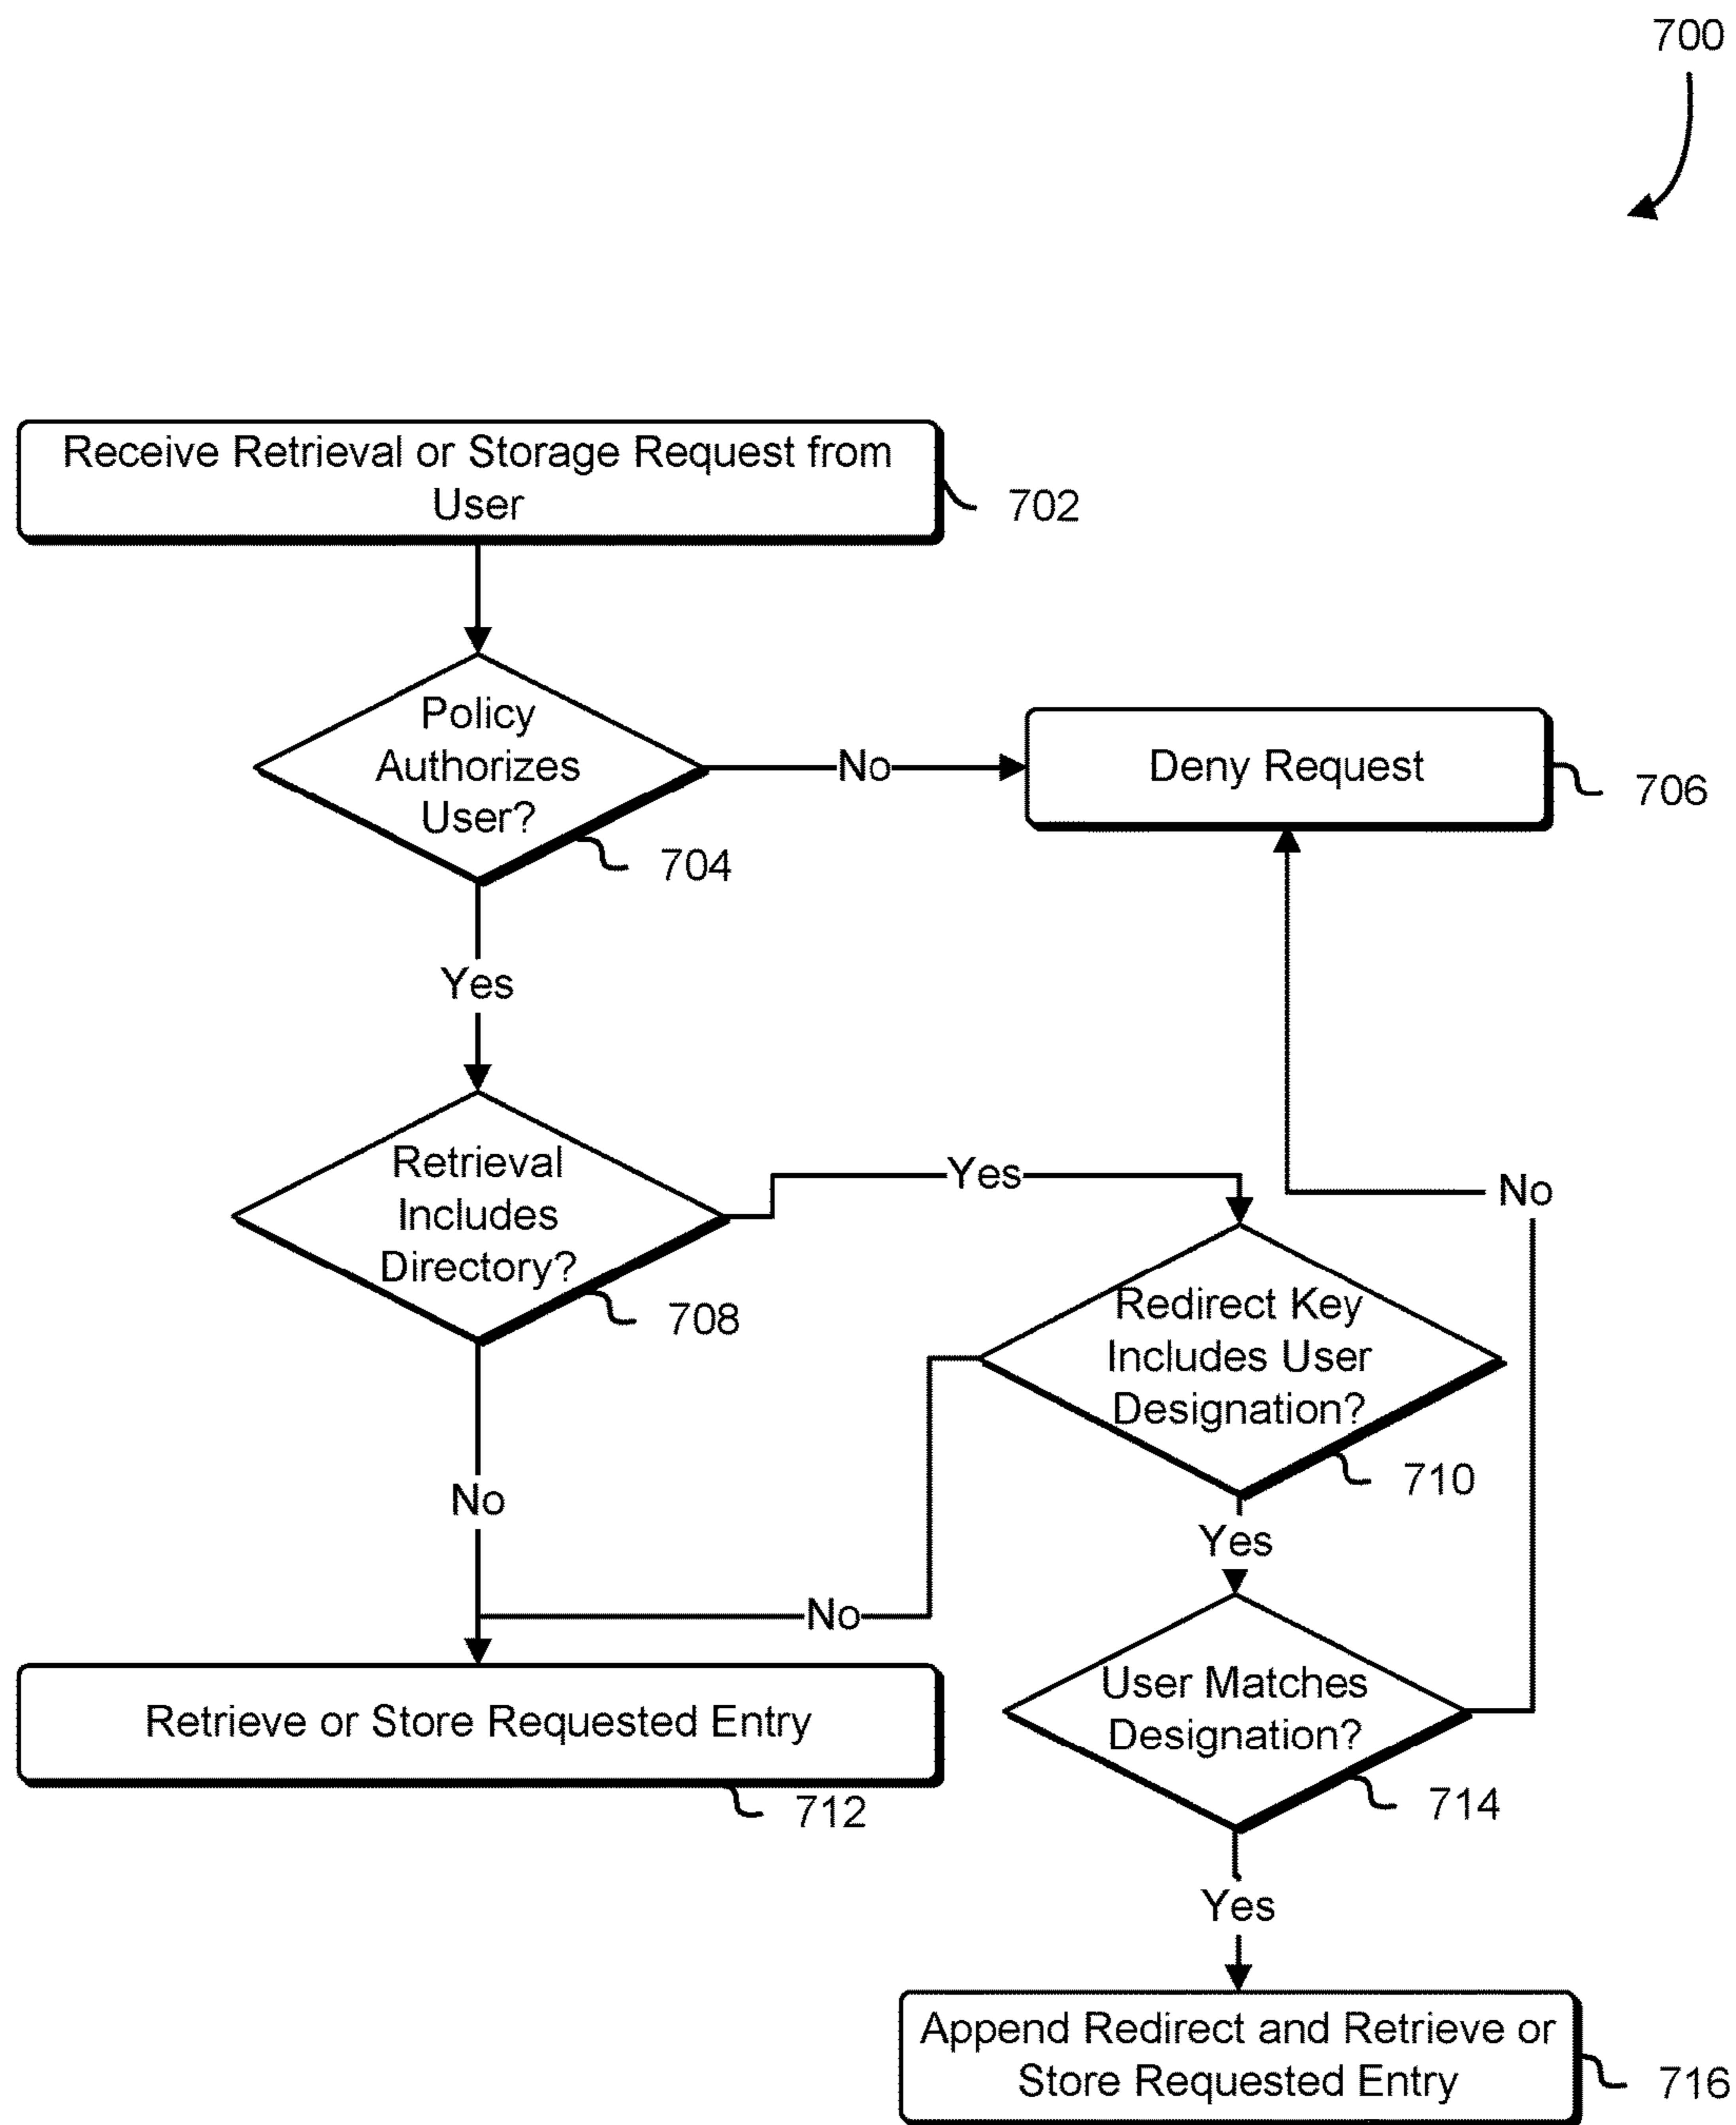 700
Receive Retrieval or Storage Request from
User
702
Policy
Authorizes
User?
704
No
Deny Request
706
Yes
Retrieval
Includes
Directory?
708
Yes
No
Redirect Key
Includes User
Designation?
710
No
Yes
No
User Matches
Designation?
714
Retrieve or Store Requested Entry
712
Yes
Append Redirect and Retrieve or
Store Requested Entry
716